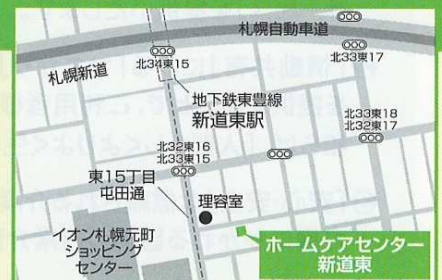 札幌自動車道
北34東15
北33東17
札幌新道
地下鉄東豊線
新道東駅
北33東18
北32東17
北32東16
北33東15
東15丁目
屯田通
理容室
イオン札幌元町
ショッピング
センター
ホームケアセンター
新道東